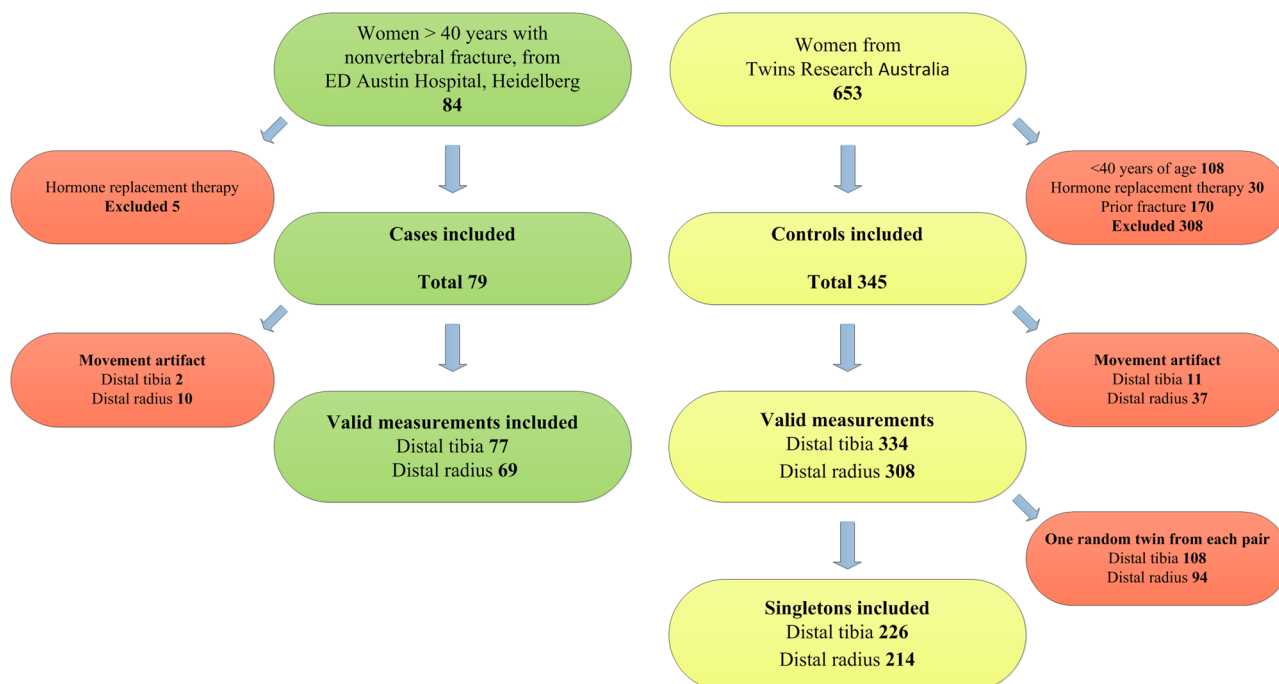 Women > 40 years with
nonvertebral fracture, from
ED Austin Hospital, Heidelberg
84
Women from
Twins Research Australia
653
Hormone replacement therapy
Excluded 5
<40 years of age 108
Hormone replacement therapy 30
Prior fracture 170
Excluded 308
Cases included
Total 79
Controls included
Total 345
Movement artifact
Distal tibia 2
Distal radius 10
Movement artifact
Distal tibia 11
Distal radius 37
Valid measurements included
Distal tibia 77
Distal radius 69
Valid measurements
Distal tibia 334
Distal radius 308
One random twin from each pair
Distal tibia 108
Distal radius 94
Singletons included
Distal tibia 226
Distal radius 214